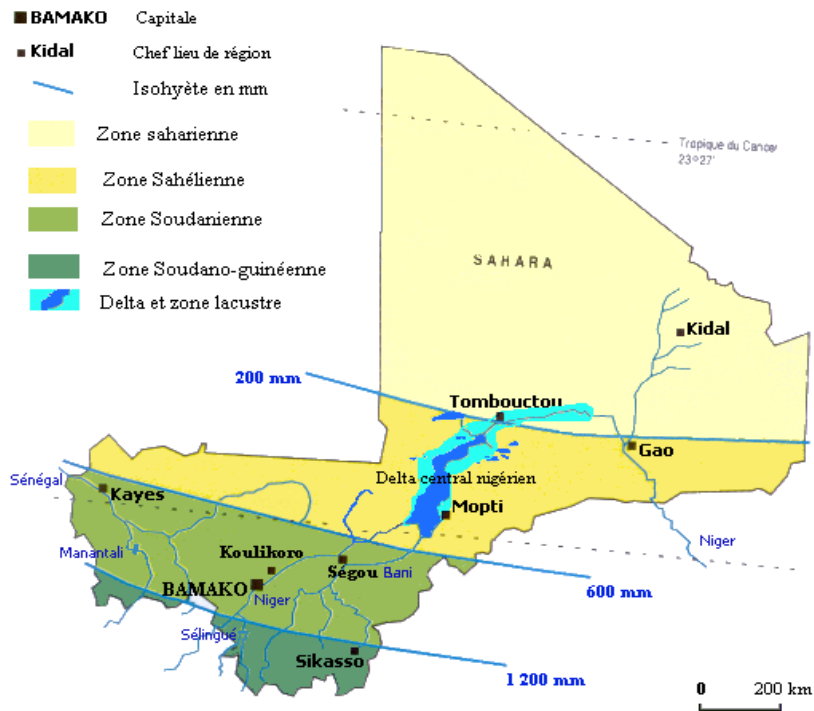 BAMAKO Capitale
Kidal Chef lieu de région
Isohyète en mm
Zone saharienne
Zone Sahélienne
Zone Soudanienne
Zone Soudano-guinéenne
Delta et zone lacustre
Tropique du Cancer
23°27'
SAHARA
Kidal
200 mm
Tombouctou
Gao
Delta central nigérien
Sénégal
Kayes
Mopti
Niger
Manantali
Koulikoro
Ségou
Bani
BAMAKO
Niger
600 mm
Sélingué
Sikasso
1 200 mm
0 200 km